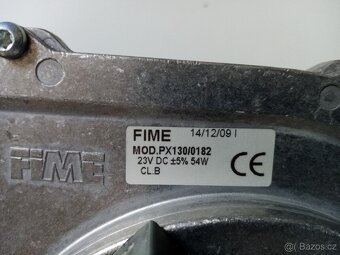 FIME 14/12/09 I
MOD.PX130/0182
23V DC ±5% 54W
CL.B
CE
FIME
©bazos.cz